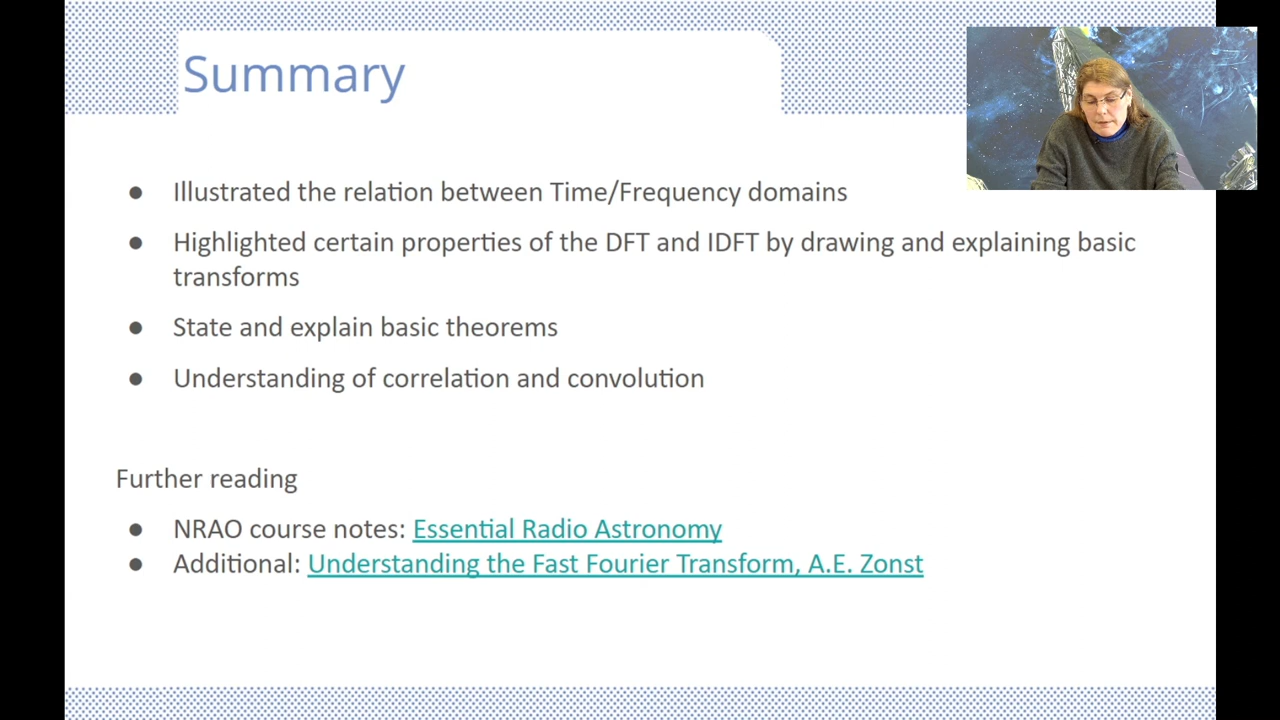 Summary
● Illustrated the relation between Time/Frequency domains
● Highlighted certain properties of the DFT and IDFT by drawing and explaining basic
transforms
● State and explain basic theorems
● Understanding of correlation and convolution
Further reading
● NRAO course notes: Essential Radio Astronomy
● Additional: Understanding the Fast Fourier Transform, A.E. Zonst